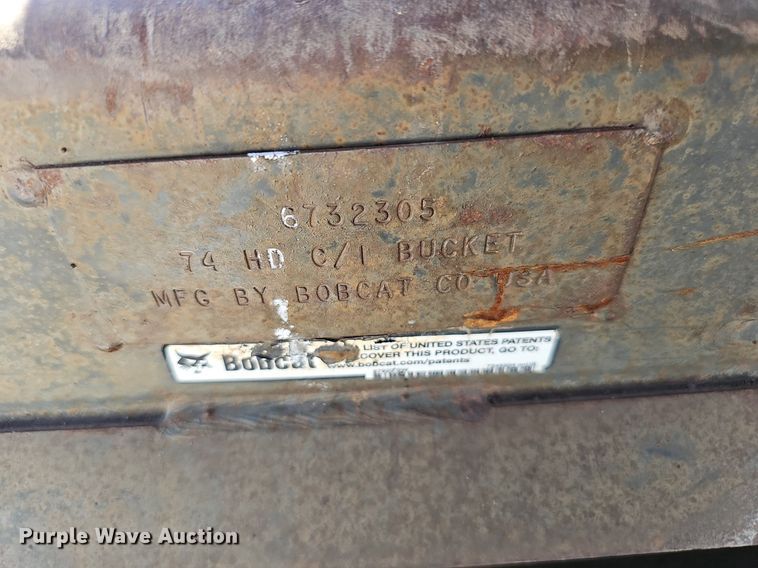 6732305
74 HD C/I BUCKET
MFG BY BOBCAT CO USA
LIST OF UNITED STATES PATENTS
Bobcat COVER THIS PRODUCT, GO TO:
www.bobcat.com/patents
Purple Wave Auction